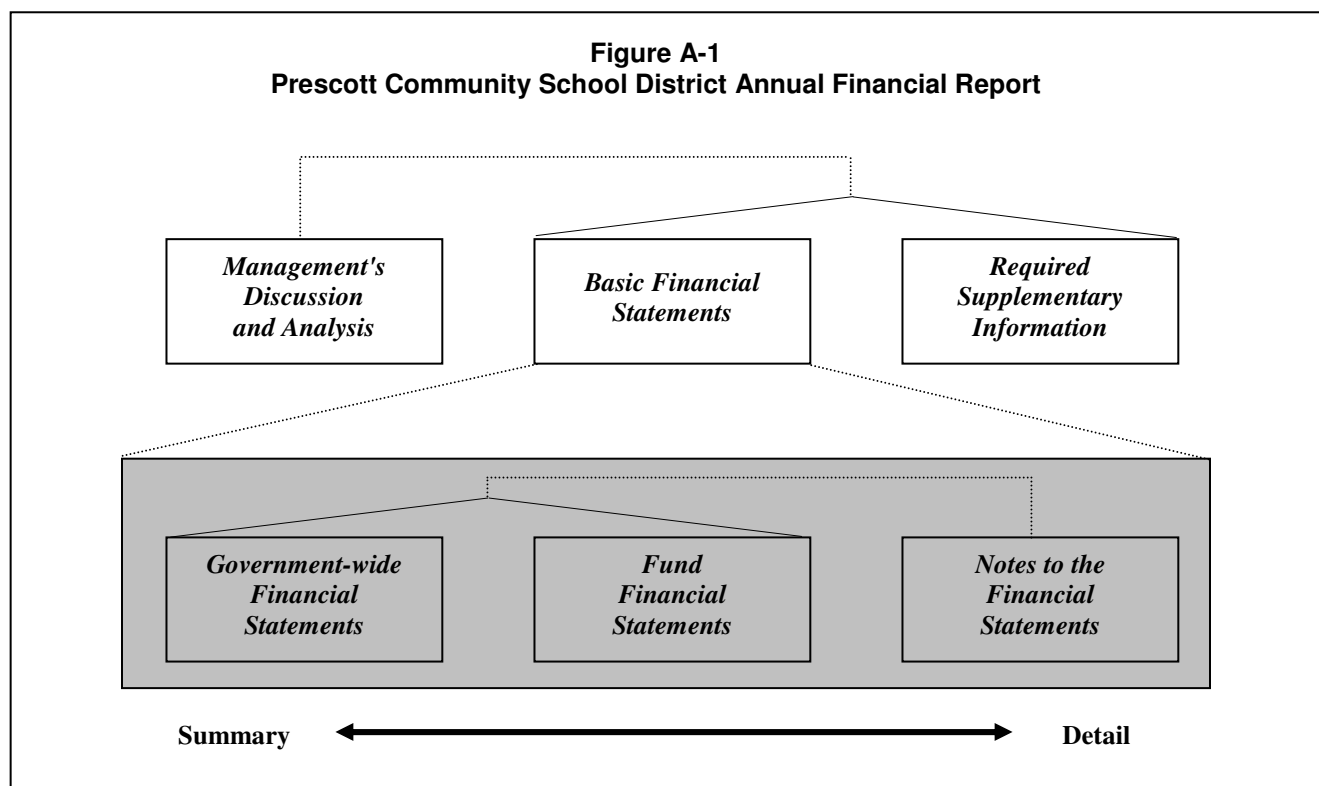 Figure A-1
Prescott Community School District Annual Financial Report
Management's
Discussion
and Analysis
Basic Financial
Statements
Required
Supplementary
Information
Government-wide
Financial
Statements
Fund
Financial
Statements
Notes to the
Financial
Statements
Summary
Detail